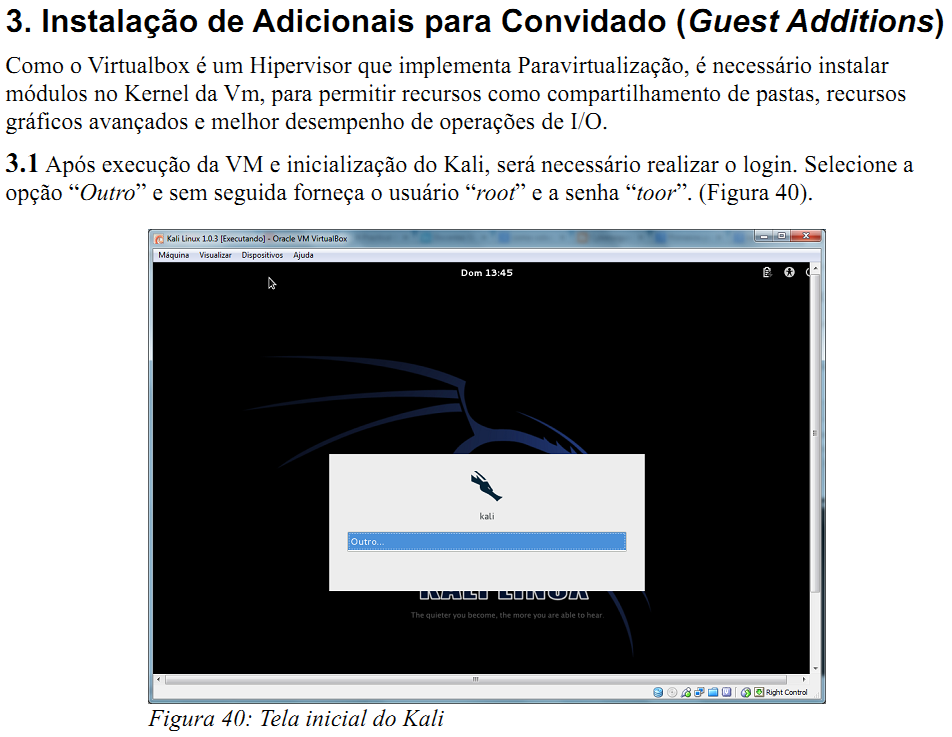 3. Instalação de Adicionais para Convidado (Guest Additions)
Como o Virtualbox é um Hipervisor que implementa Paravirtualização, é necessário instalar
módulos no Kernel da Vm, para permitir recursos como compartilhamento de pastas, recursos
gráficos avançados e melhor desempenho de operações de I/O.
3.1 Após execução da VM e inicialização do Kali, será necessário realizar o login. Selecione a
opção “Outro” e sem seguida forneça o usuário “root” e a senha “toor”. (Figura 40).
Kali Linux 1.0.3 [Executando] - Oracle VM VirtualBox
Máquina Visualizar Dispositivos Ajuda
Dom 13:45
kali
Outro...
KALI LINUX
The quieter you become, the more you are able to hear.
Right Control
Figura 40: Tela inicial do Kali